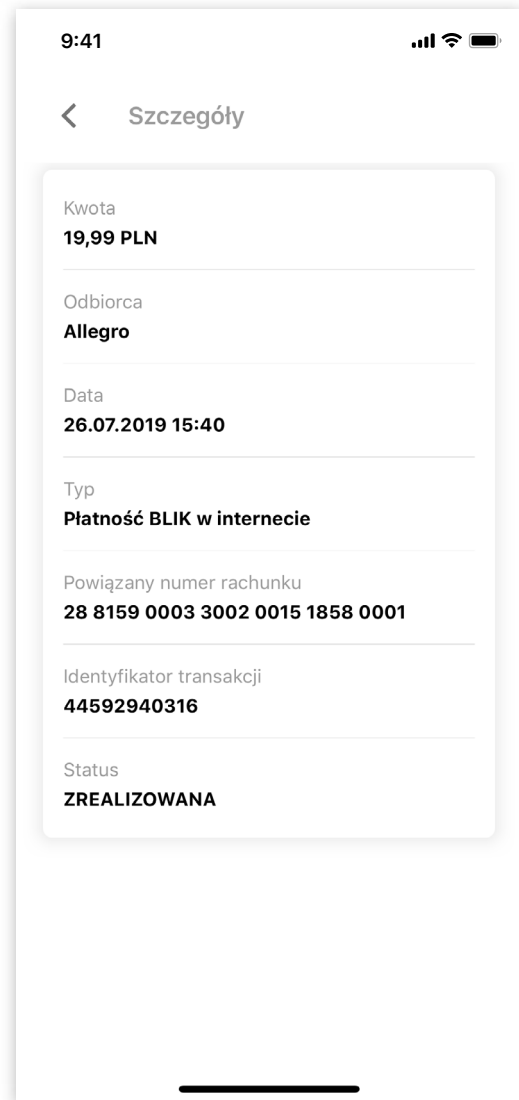 9:41
Szczegóły
Kwota
19,99 PLN
Odbiorca
Allegro
Data
26.07.2019 15:40
Typ
Płatność BLIK w internecie
Powiązany numer rachunku
28 8159 0003 3002 0015 1858 0001
Identyfikator transakcji
44592940316
Status
ZREALIZOWANA